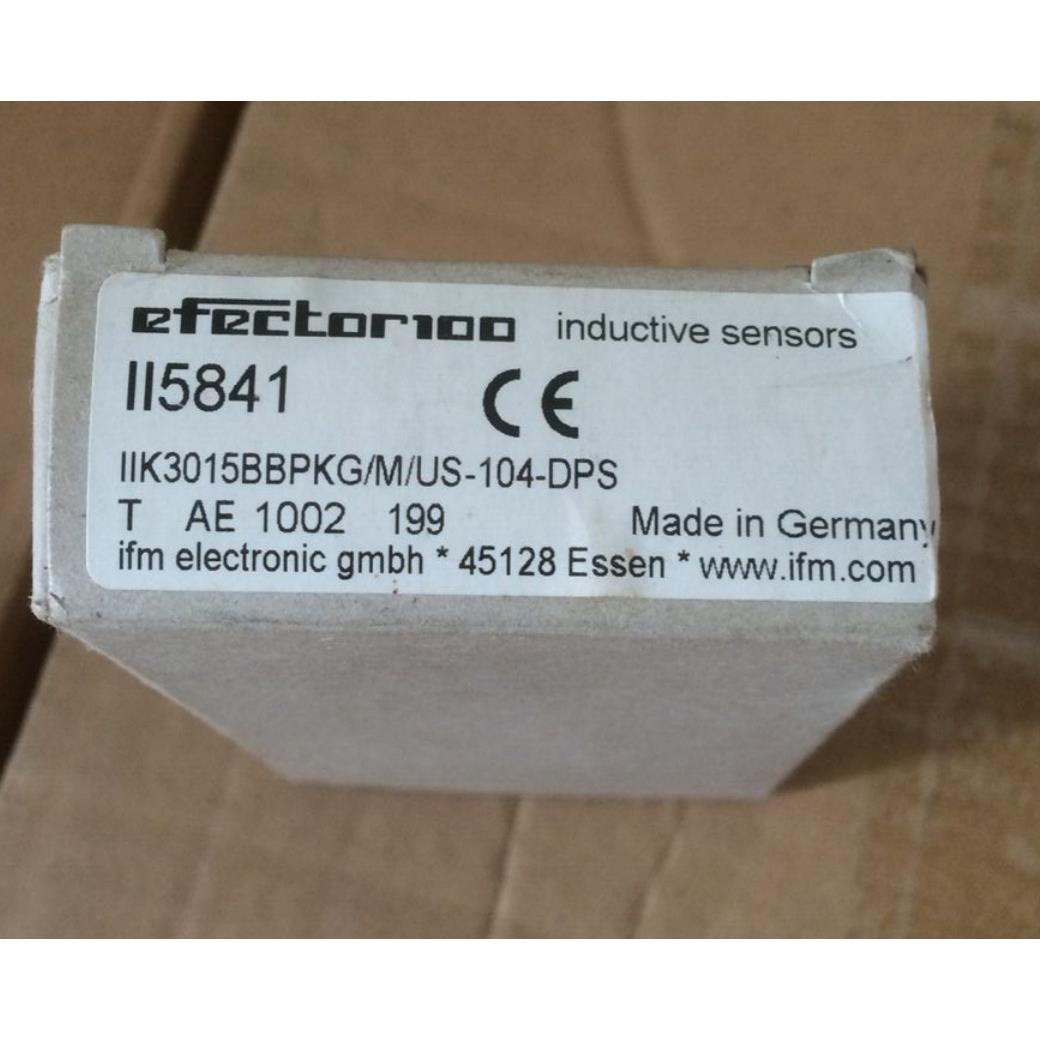 efector100 inductive sensors
II5841 CE
IIK3015BBPKG/M/US-104-DPS
T AE 1002 199 Made in Germany
ifm electronic gmbh * 45128 Essen * www.ifm.com